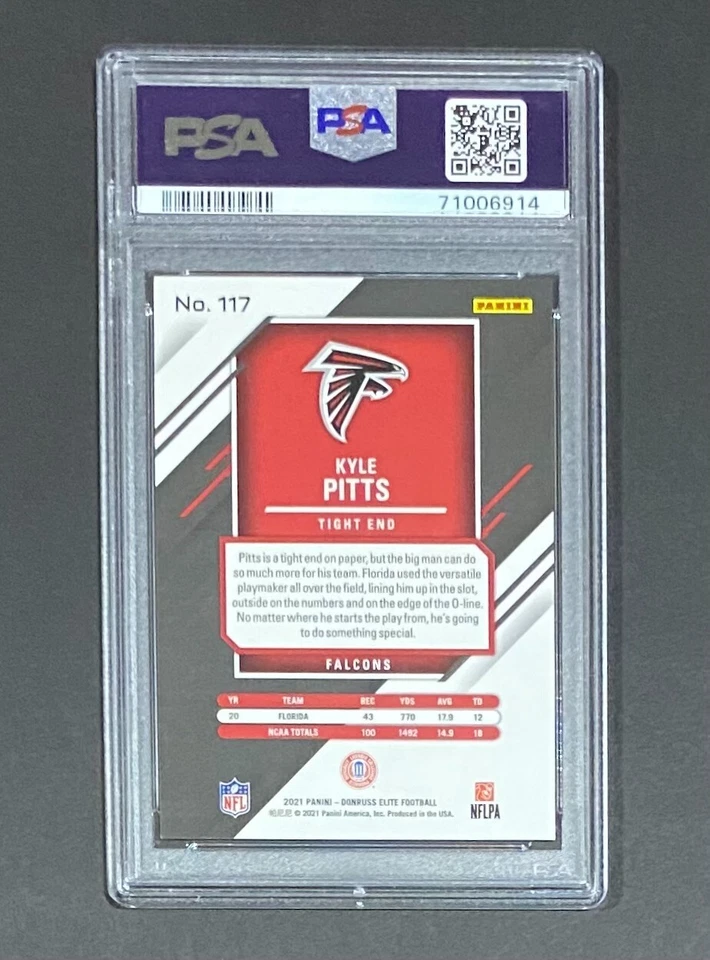 PSA
PSA
71006914
No. 117
PANINI
KYLE
PITTS
TIGHT END
Pitts is a tight end on paper, but the big man can do
so much more for his team. Florida used the versatile
playmaker all over the field, lining him up in the slot,
outside on the numbers and on the edge of the O-line.
No matter where he starts the play from, he's going
to do something special.
FALCONS
YR TEAM REC YDS AVG TD
20 FLORIDA 43 770 17.9 12
NCAA TOTALS 100 1492 14.9 18
NFL
NFLPA
2021 PANINI – DONRUSS ELITE FOOTBALL
帕尼尼 © 2021 Panini America, Inc. Produced in the USA.
PSA